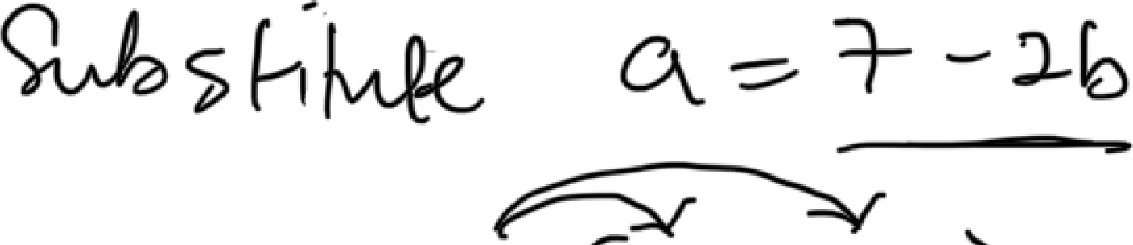 Substitute a = 7 - 2b